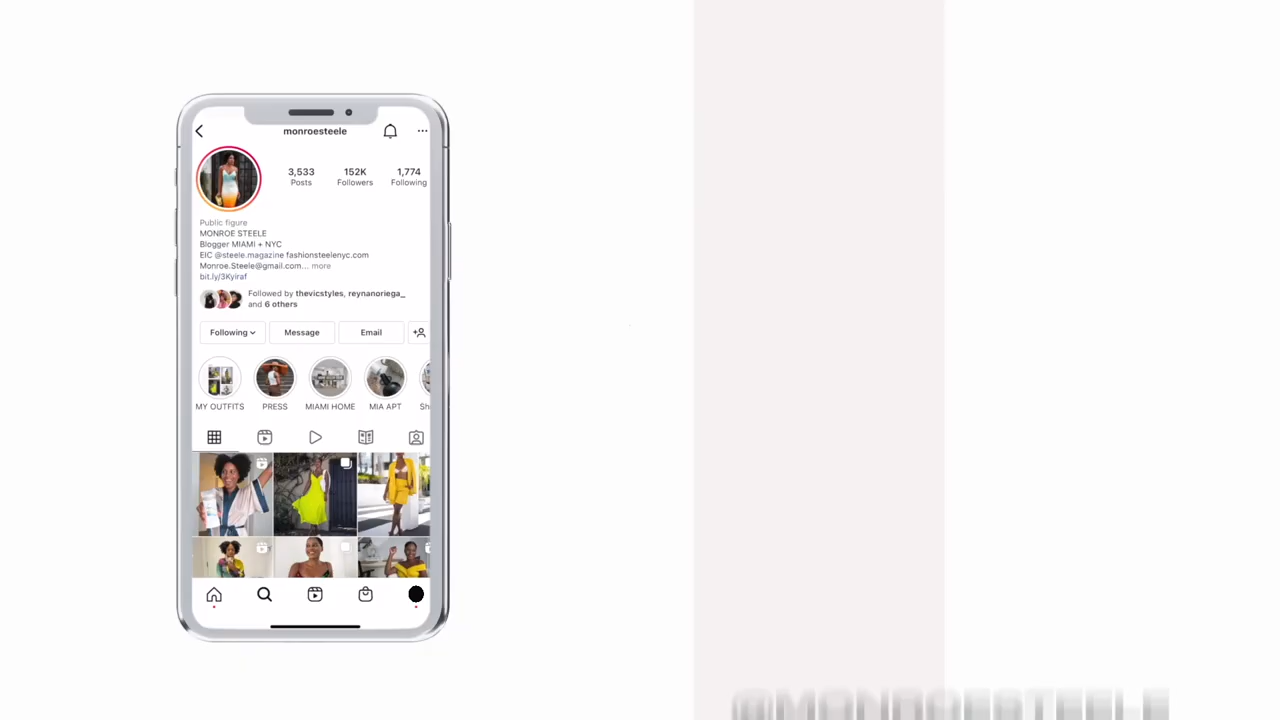 monroesteele
3,533 152K 1,774
Posts Followers Following
Public figure
MONROE STEELE
Blogger MIAMi + NYC
EIC @steele.magazine fashionsteelenyc.com
Monroe.Steele@gmail.com... more
bit.ly/3Kyiraf
Followed by thevicstyles, reynanoriega_
and 6 others
Following Message Email
MY OUTFITS PRESS MIAMI HOME MIA APT Sh
@MONROESTEELE